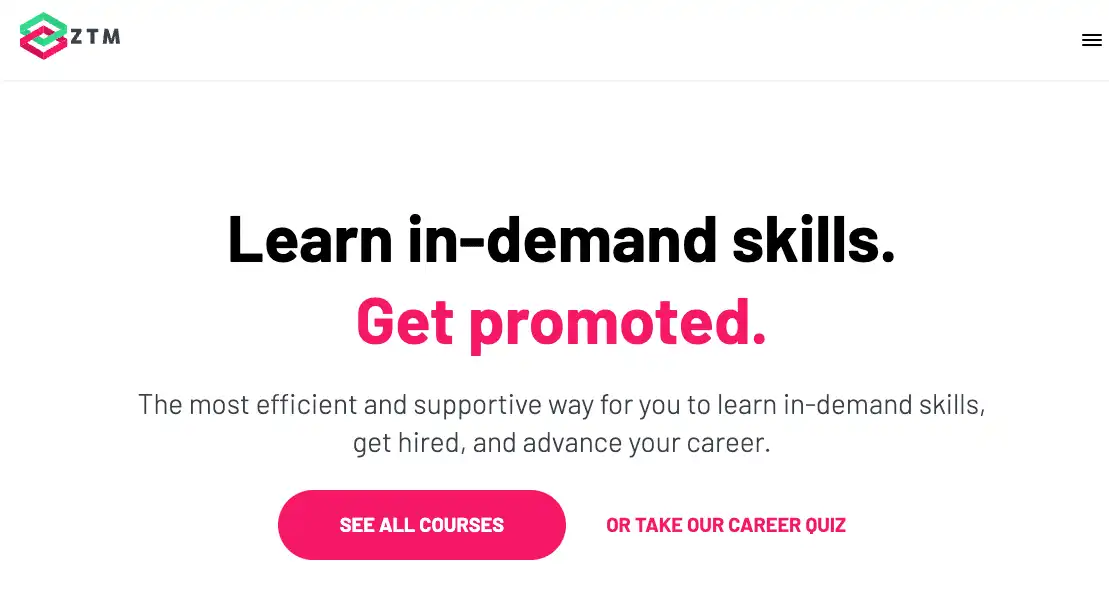 ZTM
Learn in-demand skills.
Get promoted.
The most efficient and supportive way for you to learn in-demand skills,
get hired, and advance your career.
SEE ALL COURSES
OR TAKE OUR CAREER QUIZ